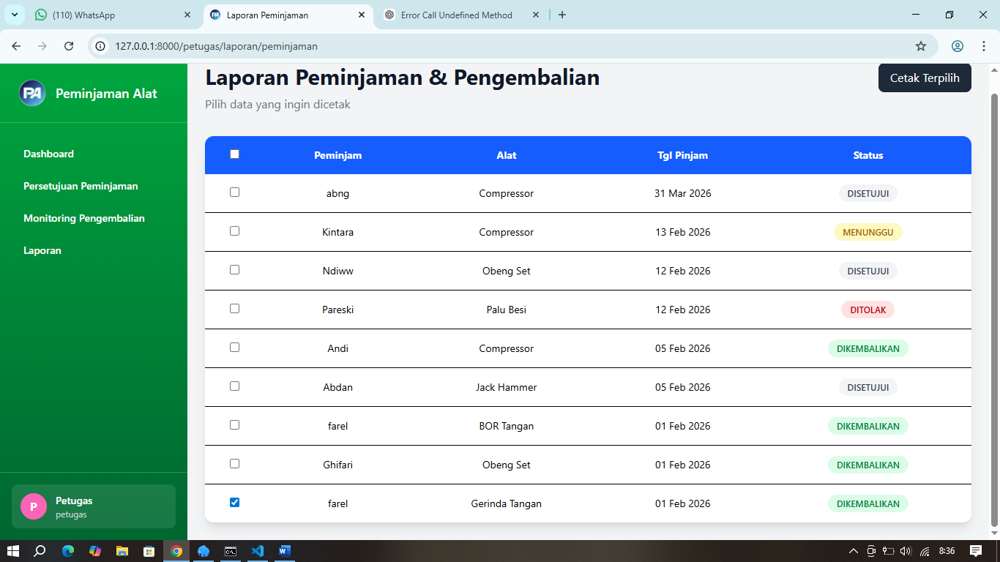 (110) WhatsApp
Laporan Peminjaman
Error Call Undefined Method
127.0.0.1:8000/petugas/laporan/peminjaman
PA Peminjaman Alat
Dashboard
Persetujuan Peminjaman
Monitoring Pengembalian
Laporan
P Petugas
petugas
Laporan Peminjaman & Pengembalian
Cetak Terpilih
Pilih data yang ingin dicetak
Peminjam Alat Tgl Pinjam Status
abng Compressor 31 Mar 2026 DISETUJUI
Kintara Compressor 13 Feb 2026 MENUNGGU
Ndiww Obeng Set 12 Feb 2026 DISETUJUI
Pareski Palu Besi 12 Feb 2026 DITOLAK
Andi Compressor 05 Feb 2026 DIKEMBALIKAN
Abdan Jack Hammer 05 Feb 2026 DISETUJUI
farel BOR Tangan 01 Feb 2026 DIKEMBALIKAN
Ghifari Obeng Set 01 Feb 2026 DIKEMBALIKAN
farel Gerinda Tangan 01 Feb 2026 DIKEMBALIKAN
8:36